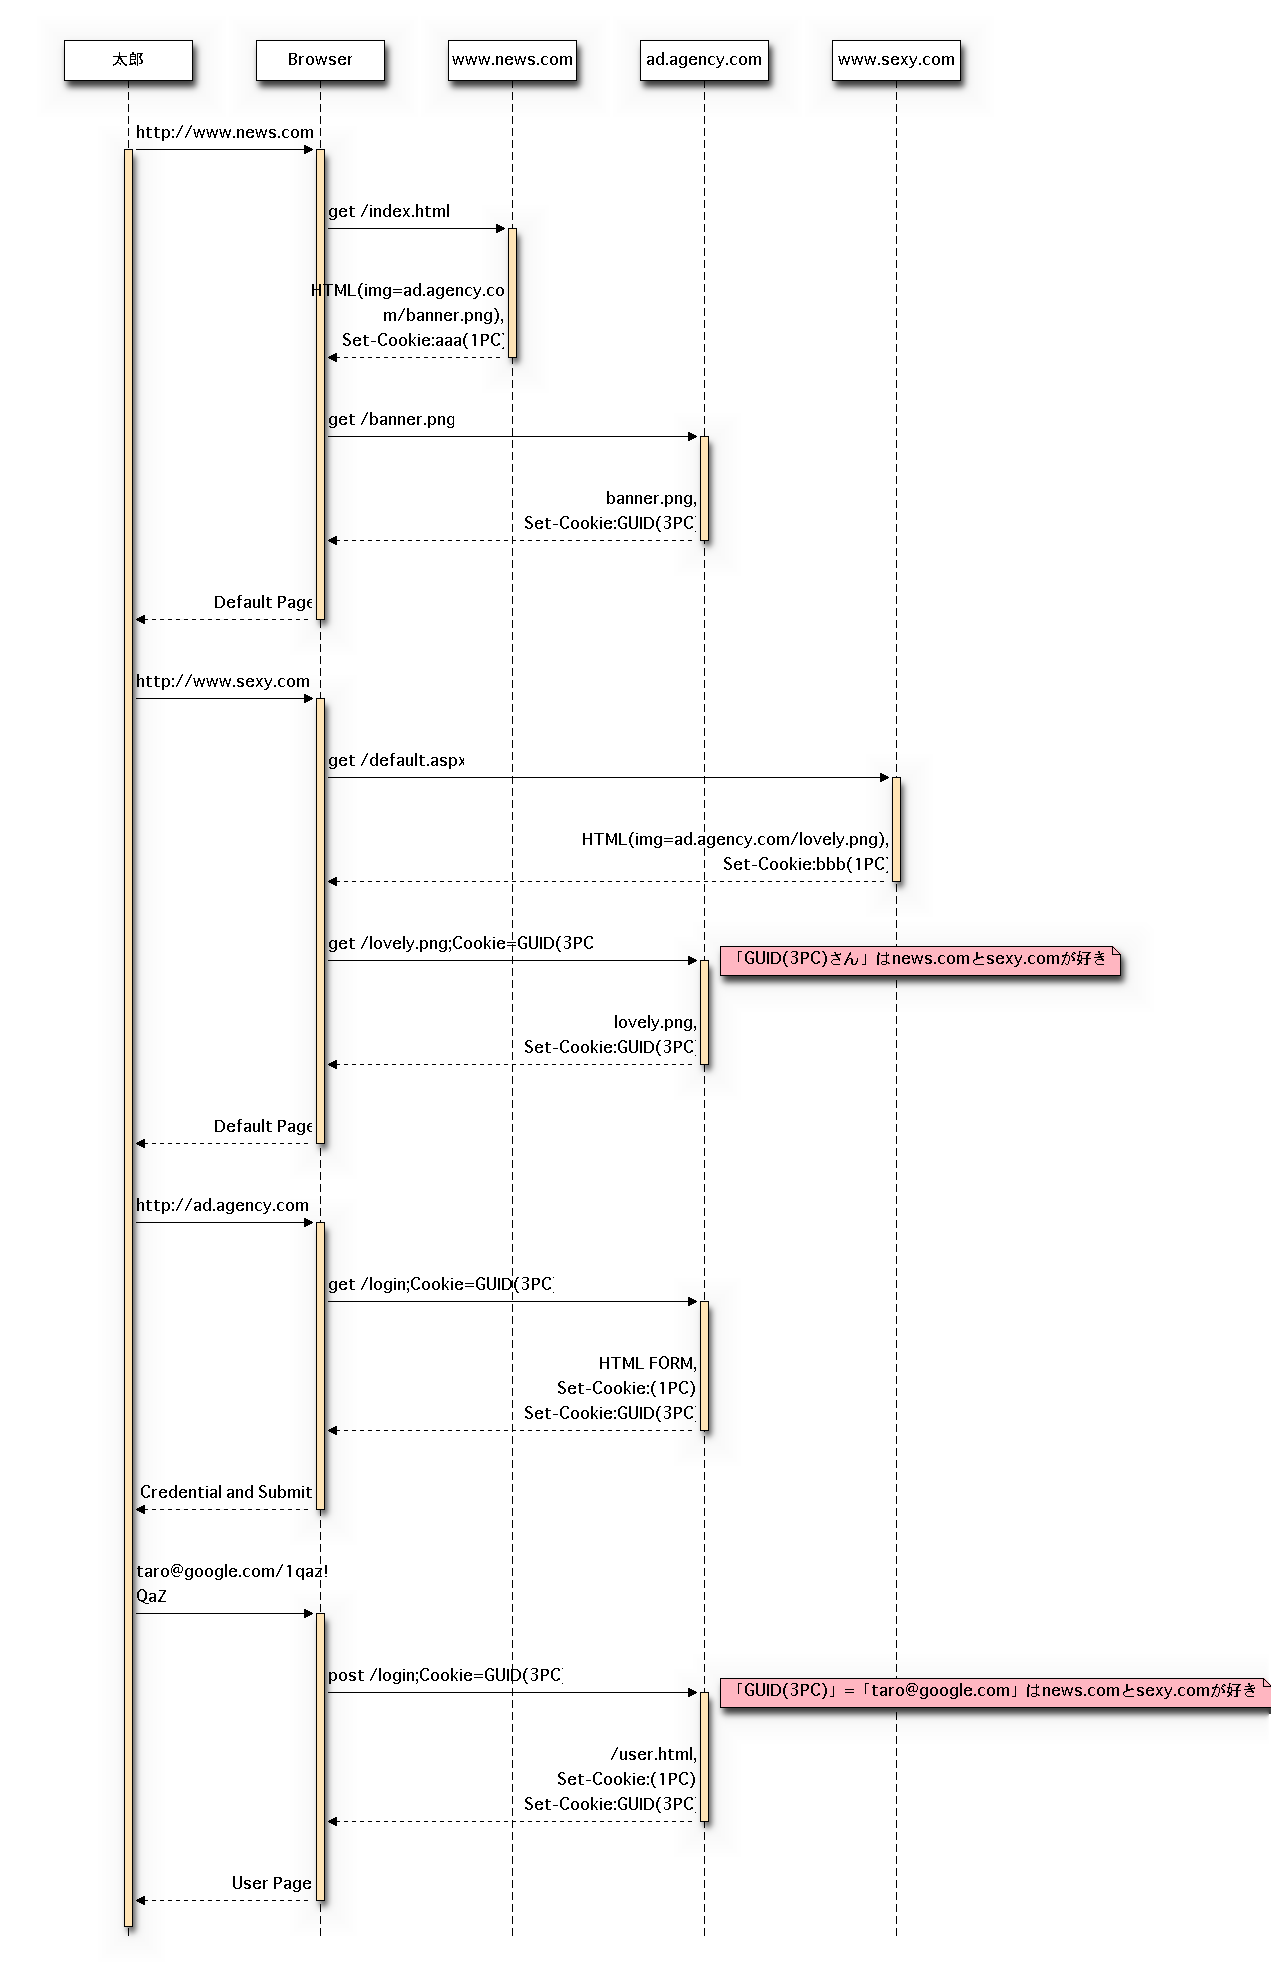 太郎
Browser
www.news.com
ad.agency.com
www.sexy.com
http://www.news.com
get /index.html
HTML(img=ad.agency.co
m/banner.png),
Set-Cookie:aaa(1PC)
get /banner.png
banner.png,
Set-Cookie:GUID(3PC)
Default Page
http://www.sexy.com
get /default.aspx
HTML(img=ad.agency.com/lovely.png),
Set-Cookie:bbb(1PC)
get /lovely.png;Cookie=GUID(3PC
「GUID(3PC)さん」はnews.comとsexy.comが好き
lovely.png,
Set-Cookie:GUID(3PC)
Default Page
http://ad.agency.com
get /login;Cookie=GUID(3PC)
HTML FORM,
Set-Cookie:(1PC)
Set-Cookie:GUID(3PC)
Credential and Submit
taro@google.com/1qaz!
QaZ
post /login;Cookie=GUID(3PC)
「GUID(3PC)」=「taro@google.com」はnews.comとsexy.comが好き
/user.html,
Set-Cookie:(1PC)
Set-Cookie:GUID(3PC)
User Page